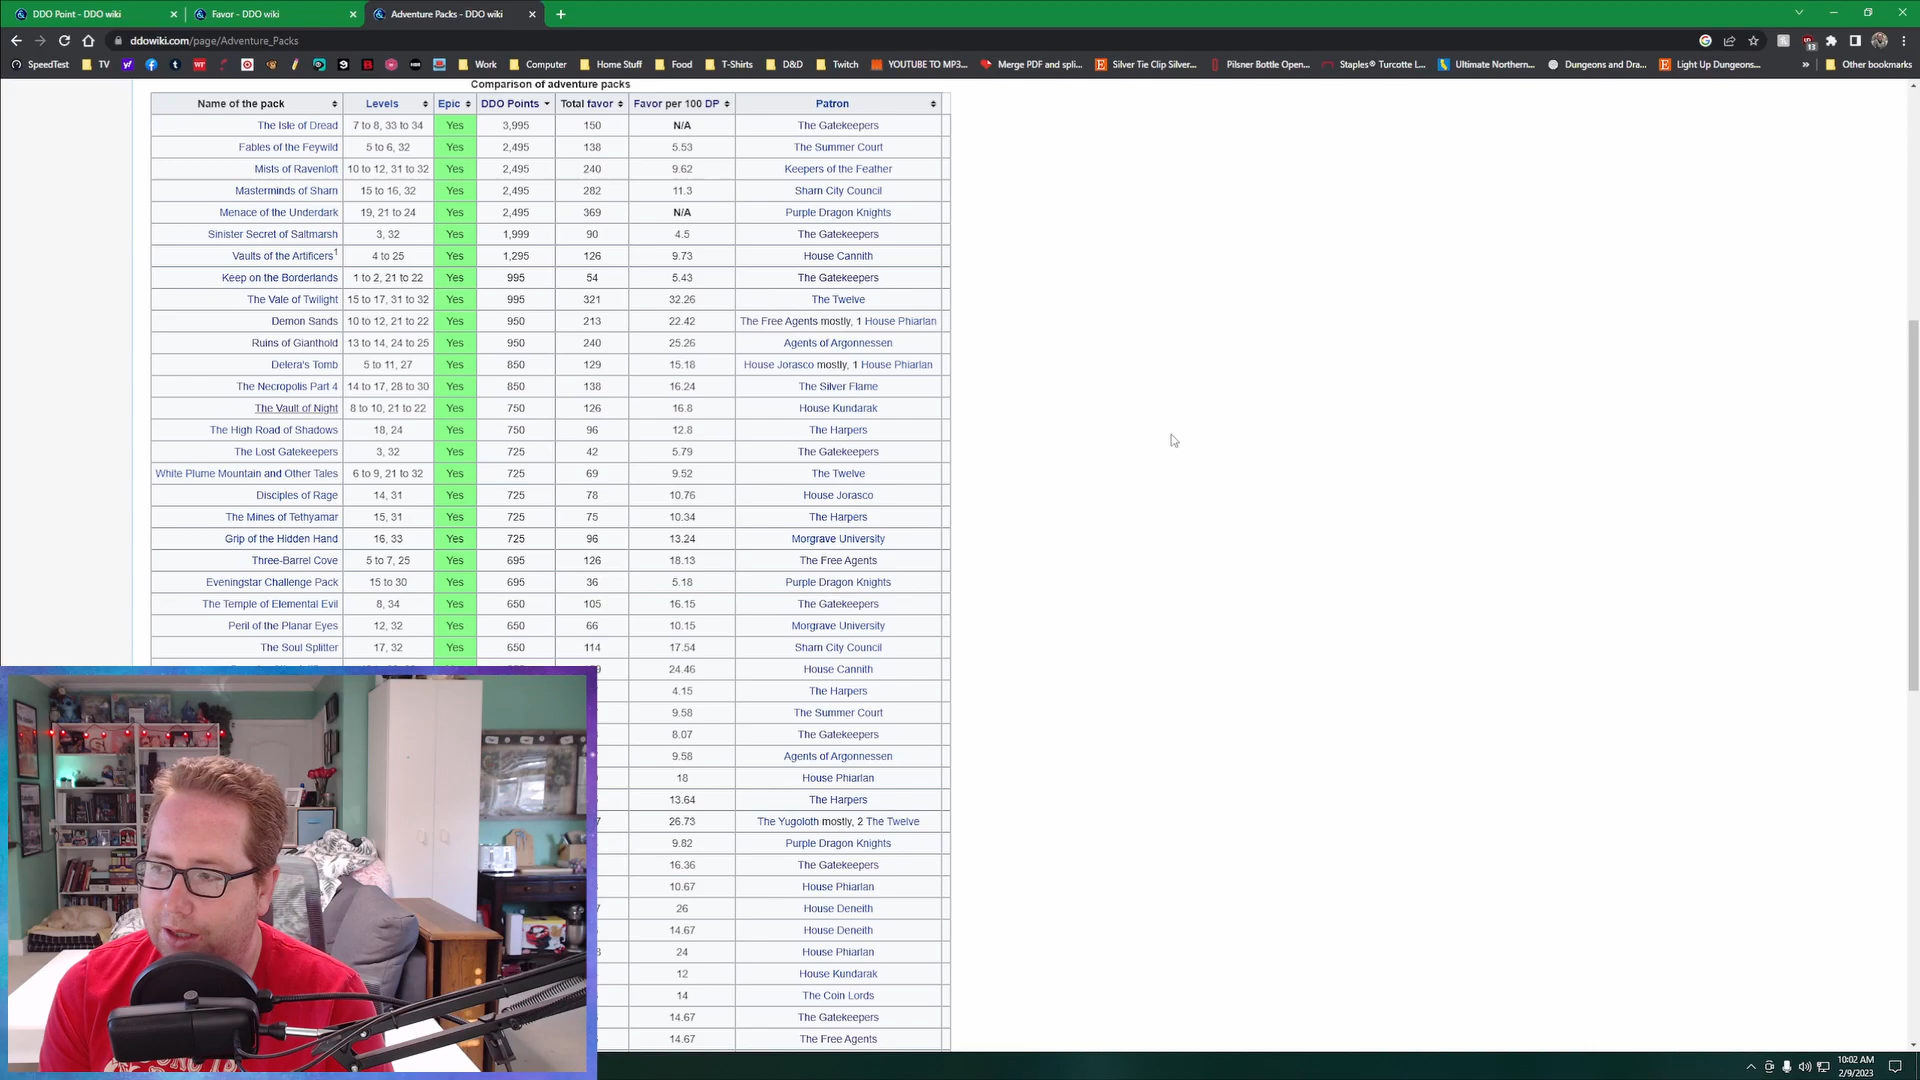 DDO Point - DDO wiki
Favor - DDO wiki
Adventure Packs - DDO wiki
ddowiki.com/page/Adventure_Packs
SpeedTest TV Work Computer Home Stuff Food T-Shirts D&D Twitch YOUTUBE TO MP3... Merge PDF and spli... Silver Tie Clip Silver... Pilsner Bottle Open... Staples® Turcotte L... Ultimate Northern... Dungeons and Dra... Light Up Dungeons... » Other bookmarks
Comparison of adventure packs
Name of the pack Levels Epic DDO Points Total favor Favor per 100 DP Patron
The Isle of Dread 7 to 8, 33 to 34 Yes 3,995 150 N/A The Gatekeepers
Fables of the Feywild 5 to 6, 32 Yes 2,495 138 5.53 The Summer Court
Mists of Ravenloft 10 to 12, 31 to 32 Yes 2,495 240 9.62 Keepers of the Feather
Masterminds of Sharn 15 to 16, 32 Yes 2,495 282 11.3 Sharn City Council
Menace of the Underdark 19, 21 to 24 Yes 2,495 369 N/A Purple Dragon Knights
Sinister Secret of Saltmarsh 3, 32 Yes 1,999 90 4.5 The Gatekeepers
Vaults of the Artificers1 4 to 25 Yes 1,295 126 9.73 House Cannith
Keep on the Borderlands 1 to 2, 21 to 22 Yes 995 54 5.43 The Gatekeepers
The Vale of Twilight 15 to 17, 31 to 32 Yes 995 321 32.26 The Twelve
Demon Sands 10 to 12, 21 to 22 Yes 950 213 22.42 The Free Agents mostly, 1 House Phiarlan
Ruins of Gianthold 13 to 14, 24 to 25 Yes 950 240 25.26 Agents of Argonnessen
Delera's Tomb 5 to 11, 27 Yes 850 129 15.18 House Jorasco mostly, 1 House Phiarlan
The Necropolis Part 4 14 to 17, 28 to 30 Yes 850 138 16.24 The Silver Flame
The Vault of Night 8 to 10, 21 to 22 Yes 750 126 16.8 House Kundarak
The High Road of Shadows 18, 24 Yes 750 96 12.8 The Harpers
The Lost Gatekeepers 3, 32 Yes 725 42 5.79 The Gatekeepers
White Plume Mountain and Other Tales 6 to 9, 21 to 32 Yes 725 69 9.52 The Twelve
Disciples of Rage 14, 31 Yes 725 78 10.76 House Jorasco
The Mines of Tethyamar 15, 31 Yes 725 75 10.34 The Harpers
Grip of the Hidden Hand 16, 33 Yes 725 96 13.24 Morgrave University
Three-Barrel Cove 5 to 7, 25 Yes 695 126 18.13 The Free Agents
Eveningstar Challenge Pack 15 to 30 Yes 695 36 5.18 Purple Dragon Knights
The Temple of Elemental Evil 8, 34 Yes 650 105 16.15 The Gatekeepers
Peril of the Planar Eyes 12, 32 Yes 650 66 10.15 Morgrave University
The Soul Splitter 17, 32 Yes 650 114 17.54 Sharn City Council
24.46 House Cannith
4.15 The Harpers
9.58 The Summer Court
8.07 The Gatekeepers
9.58 Agents of Argonnessen
18 House Phiarlan
13.64 The Harpers
26.73 The Yugoloth mostly, 2 The Twelve
9.82 Purple Dragon Knights
16.36 The Gatekeepers
10.67 House Phiarlan
26 House Deneith
14.67 House Deneith
24 House Phiarlan
12 House Kundarak
14 The Coin Lords
14.67 The Gatekeepers
14.67 The Free Agents
10:02 AM
2/9/2023